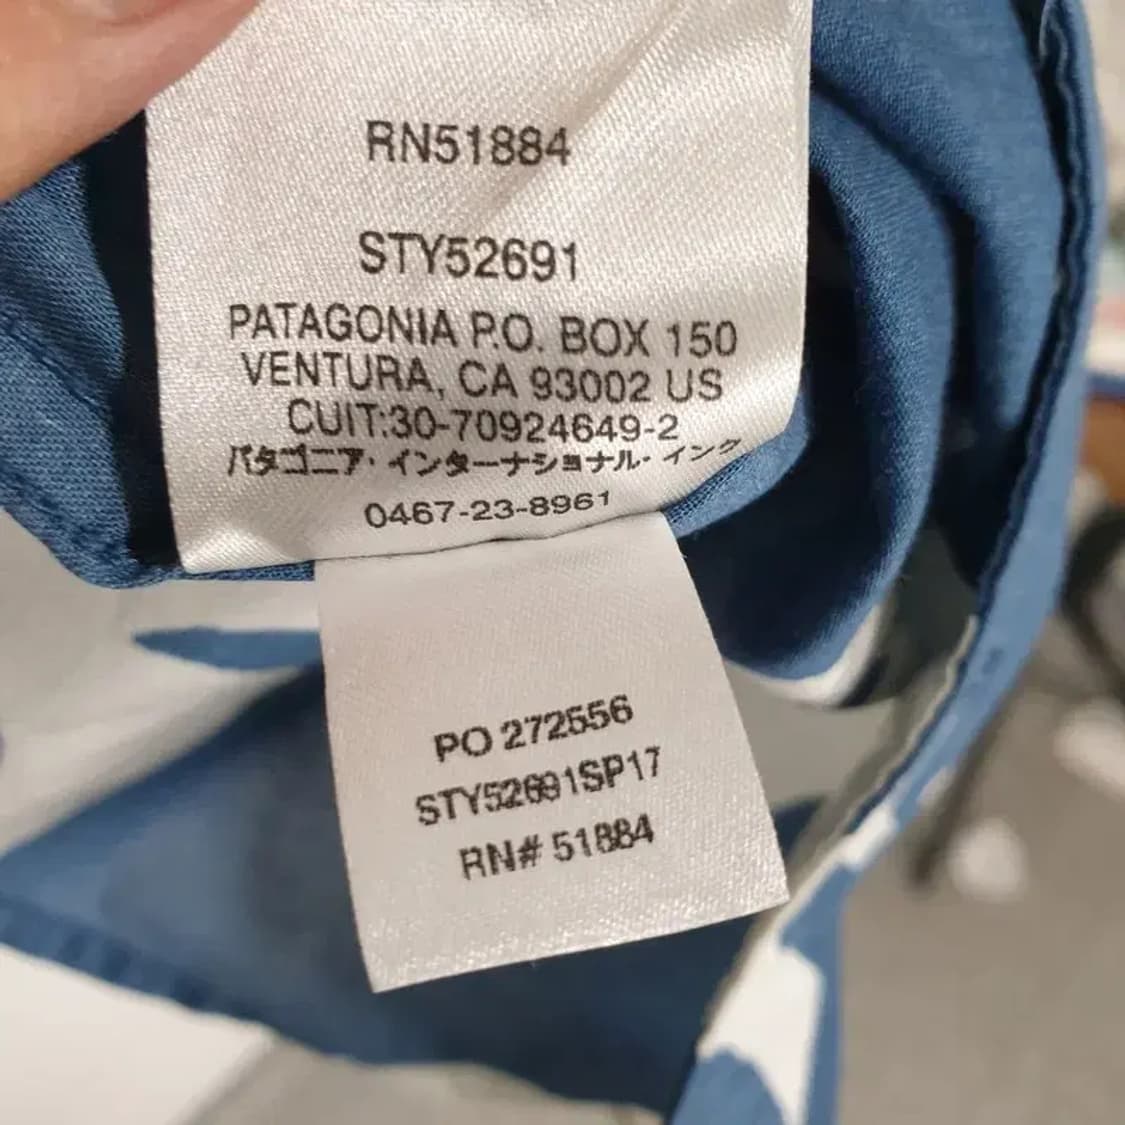 RN51884
STY52691
PATAGONIA P.O. BOX 150
VENTURA, CA 93002 US
CUIT:30-70924649-2
パタゴニア・インターナショナル・インク
0467-23-8961
PO 272556
STY52691SP17
RN# 51884